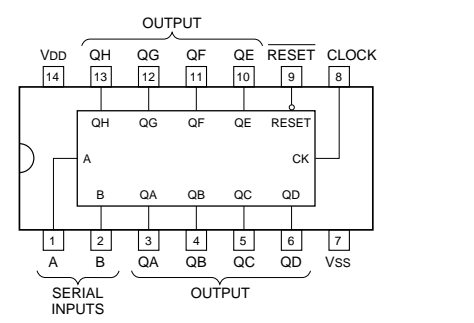 OUTPUT
VDD QH QG QF QE RESET CLOCK
14 13 12 11 10 9 8
QH QG QF QE RESET
A CK
B QA QB QC QD
1 2 3 4 5 6 7
A B QA QB QC QD VSS
SERIAL INPUTS OUTPUT